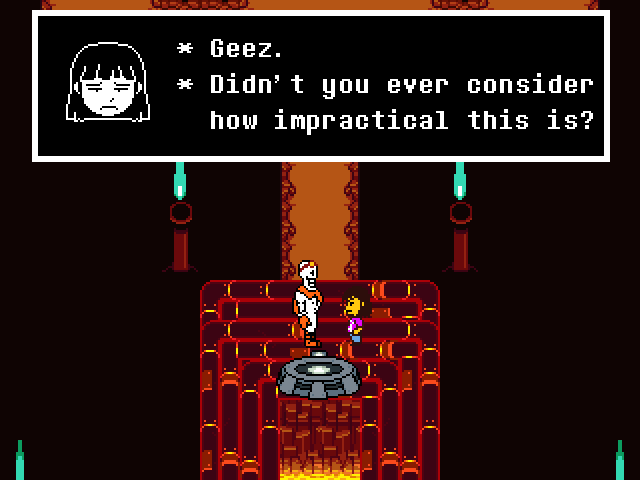 * Geez.
* Didn't you ever consider
how impractical this is?